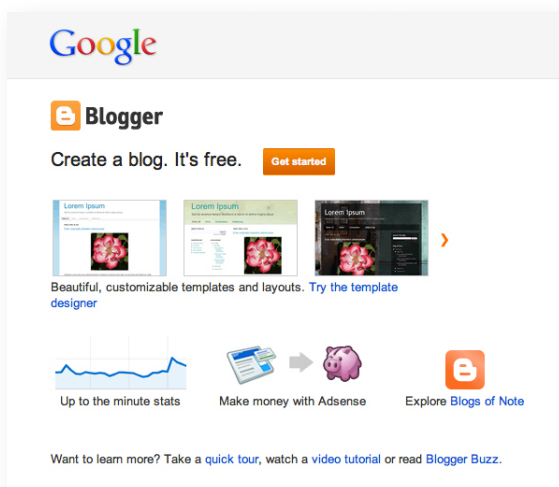 Google
Blogger
Create a blog. It's free.
Get started
Lorem Ipsum
Lorem Ipsum
Lorem Ipsum
Beautiful, customizable templates and layouts. Try the template
designer
Up to the minute stats
Make money with Adsense
Explore Blogs of Note
Want to learn more? Take a quick tour, watch a video tutorial or read Blogger Buzz.